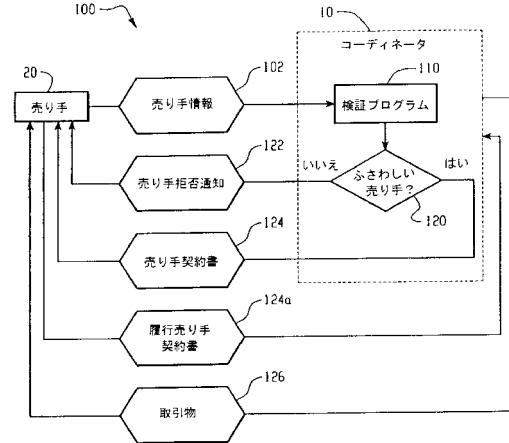 100
10
コーディネータ
20
売り手
102
売り手情報
110
検証プログラム
122
売り手拒否通知
いいえ
ふさわしい
売り手？
はい
120
124
売り手契約書
124a
履行売り手
契約書
126
取引物